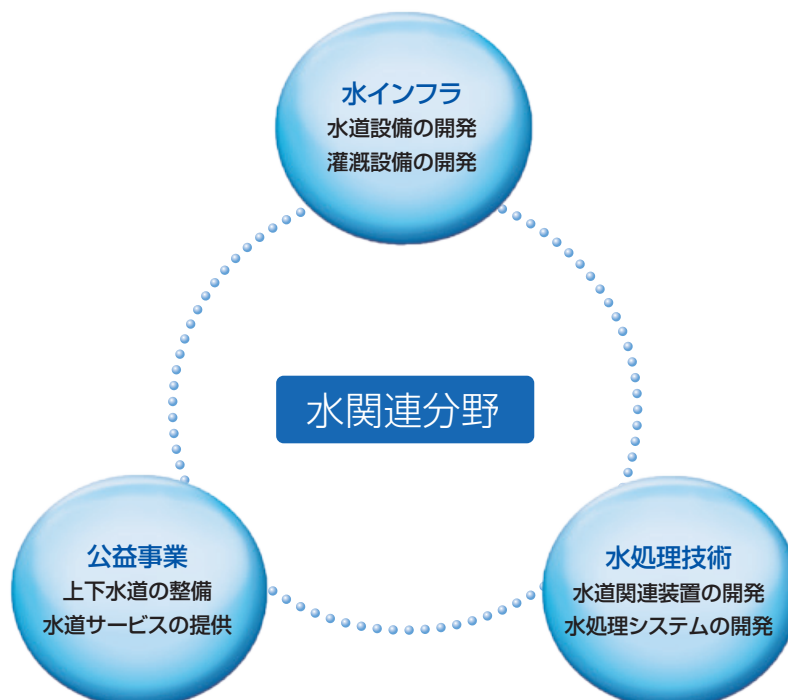 水インフラ
水道設備の開発
灌漑設備の開発
水関連分野
公益事業
上下水道の整備
水道サービスの提供
水処理技術
水道関連装置の開発
水処理システムの開発